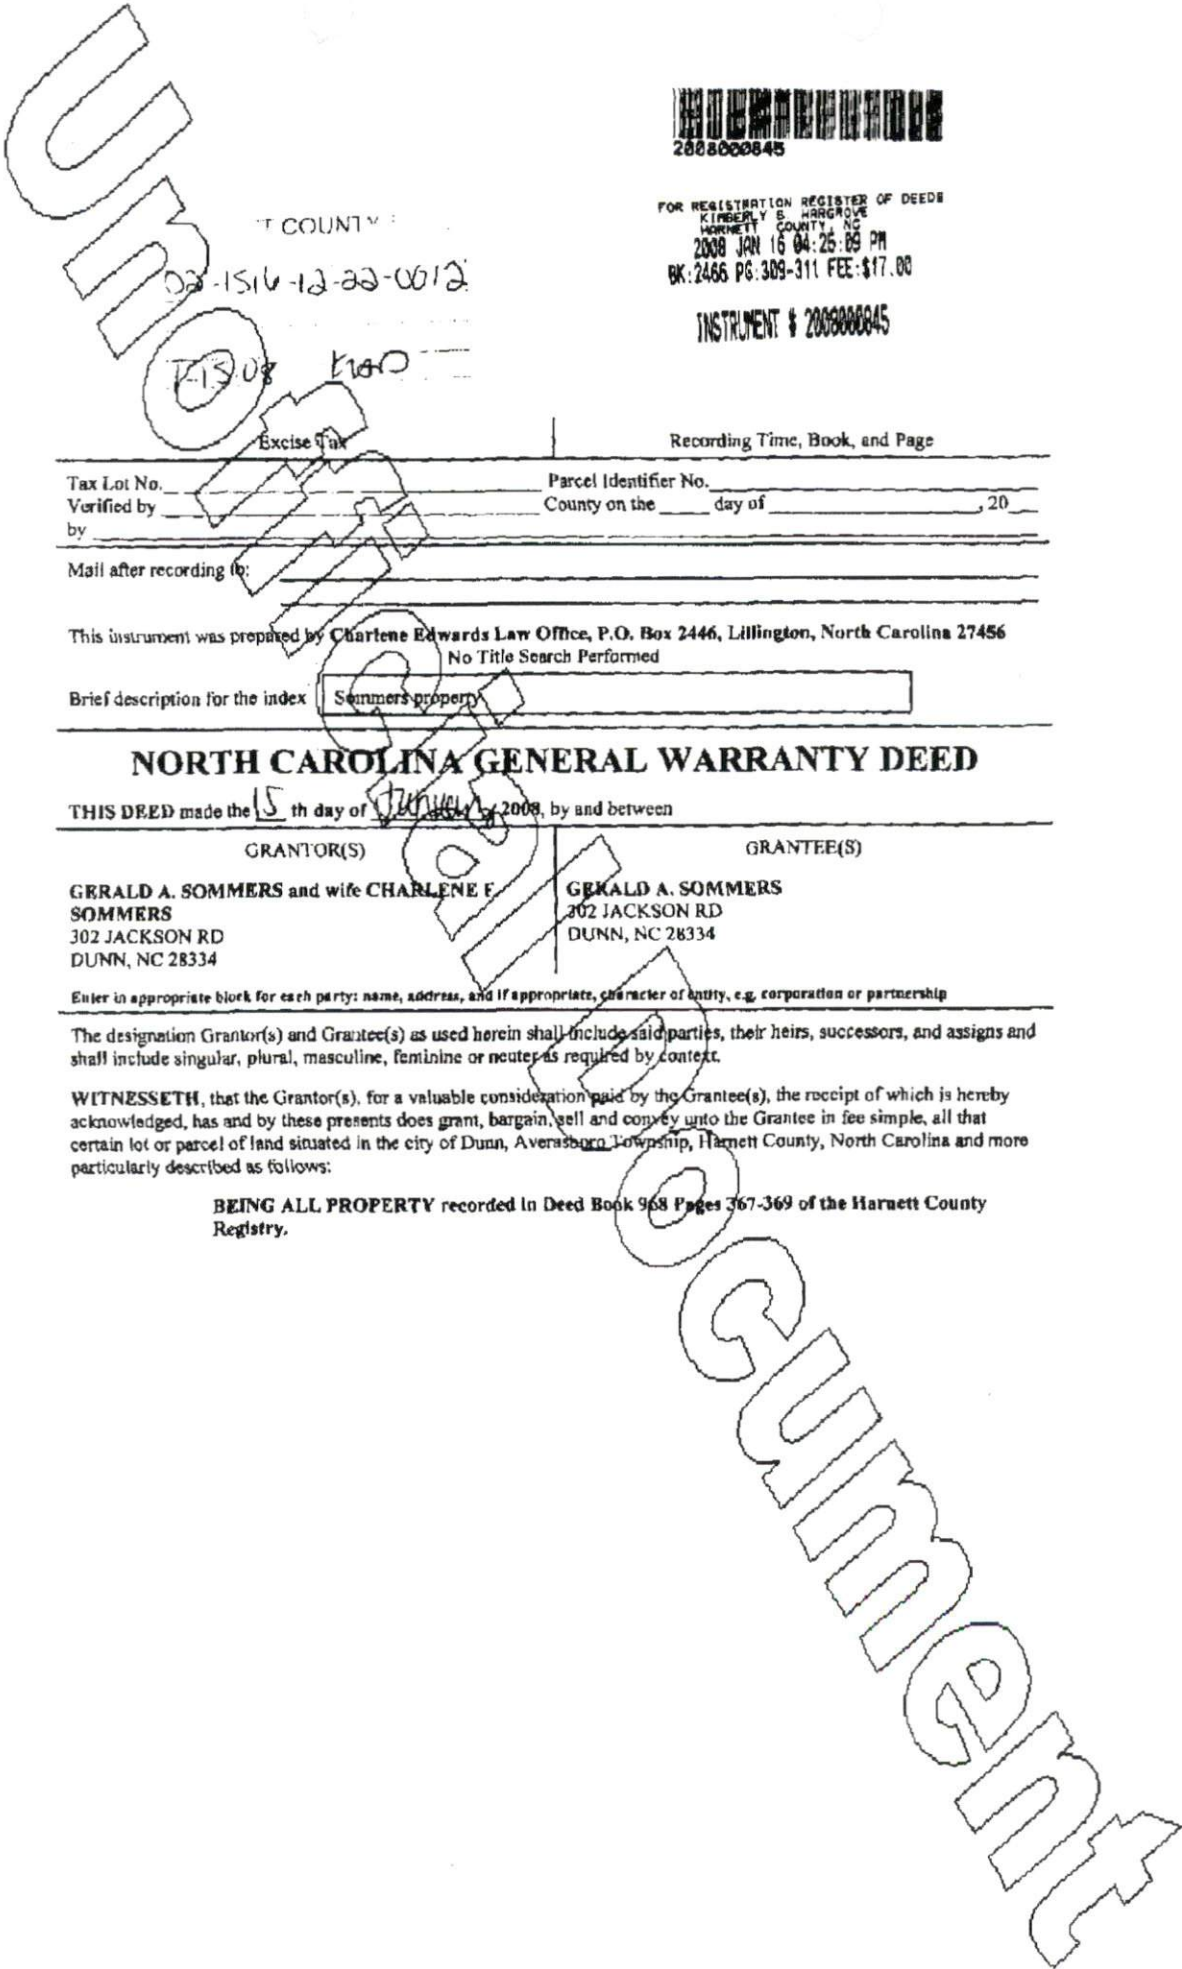 2008000845
FOR REGISTRATION REGISTER OF DEEDS
KIMBERLY S. HARGROVE
HARNETT COUNTY, NC
2008 JAN 16 04:26:09 PM
BK:2466 PG:309-311 FEE:$17.00
INSTRUMENT # 2008000845
T COUNTY
02-1516-12-22-0012
1-15-08
Excise Tax
Recording Time, Book, and Page
Tax Lot No. Parcel Identifier No.
Verified by County on the day of , 20
by
Mail after recording to:
This instrument was prepared by Charlene Edwards Law Office, P.O. Box 2446, Lillington, North Carolina 27456
No Title Search Performed
Brief description for the index Sommers property
NORTH CAROLINA GENERAL WARRANTY DEED
THIS DEED made the 15 th day of January, 2008, by and between
GRANTOR(S) GRANTEE(S)
GERALD A. SOMMERS and wife CHARLENE F. GERALD A. SOMMERS
SOMMERS 302 JACKSON RD
302 JACKSON RD DUNN, NC 28334
DUNN, NC 28334
Enter in appropriate block for each party: name, address, and if appropriate, character of entity, e.g. corporation or partnership
The designation Grantor(s) and Grantee(s) as used herein shall include said parties, their heirs, successors, and assigns and
shall include singular, plural, masculine, feminine or neuter as required by context.
WITNESSETH, that the Grantor(s), for a valuable consideration paid by the Grantee(s), the receipt of which is hereby
acknowledged, has and by these presents does grant, bargain, sell and convey unto the Grantee in fee simple, all that
certain lot or parcel of land situated in the city of Dunn, Averasboro Township, Harnett County, North Carolina and more
particularly described as follows:
BEING ALL PROPERTY recorded in Deed Book 968 Pages 367-369 of the Harnett County
Registry.
Unofficial Document